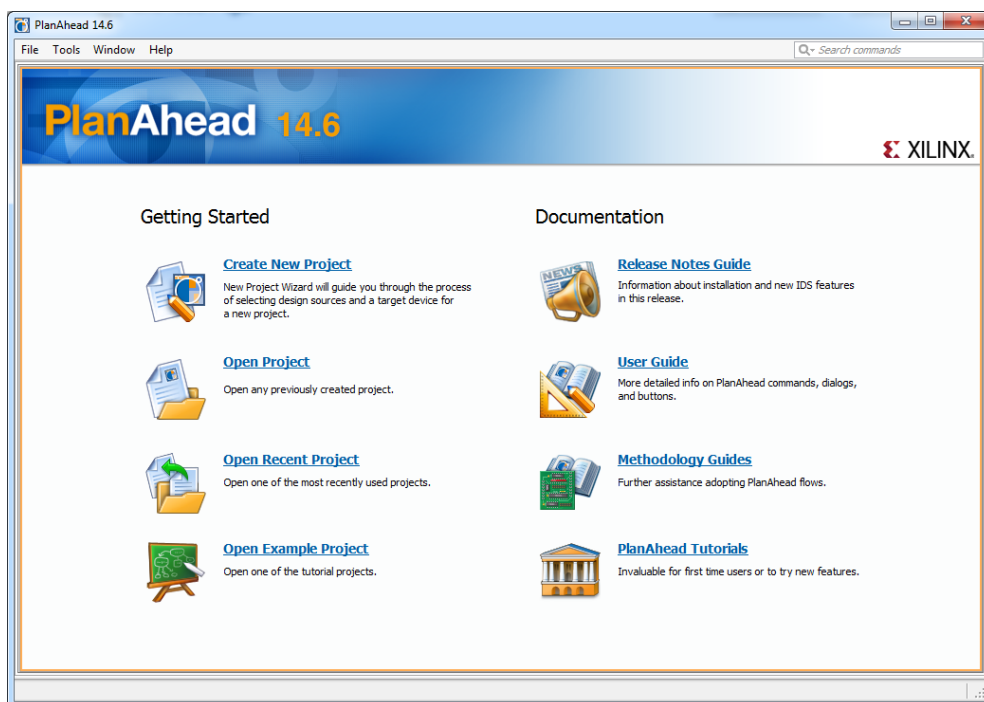 PlanAhead 14.6
File Tools Window Help
Search commands
PlanAhead 14.6
XILINX.
Getting Started
Create New Project
New Project Wizard will guide you through the process
of selecting design sources and a target device for
a new project.
Open Project
Open any previously created project.
Open Recent Project
Open one of the most recently used projects.
Open Example Project
Open one of the tutorial projects.
Documentation
NEWS
Release Notes Guide
Information about installation and new IDS features
in this release.
User Guide
More detailed info on PlanAhead commands, dialogs,
and buttons.
Methodology Guides
Further assistance adopting PlanAhead flows.
PlanAhead Tutorials
Invaluable for first time users or to try new features.